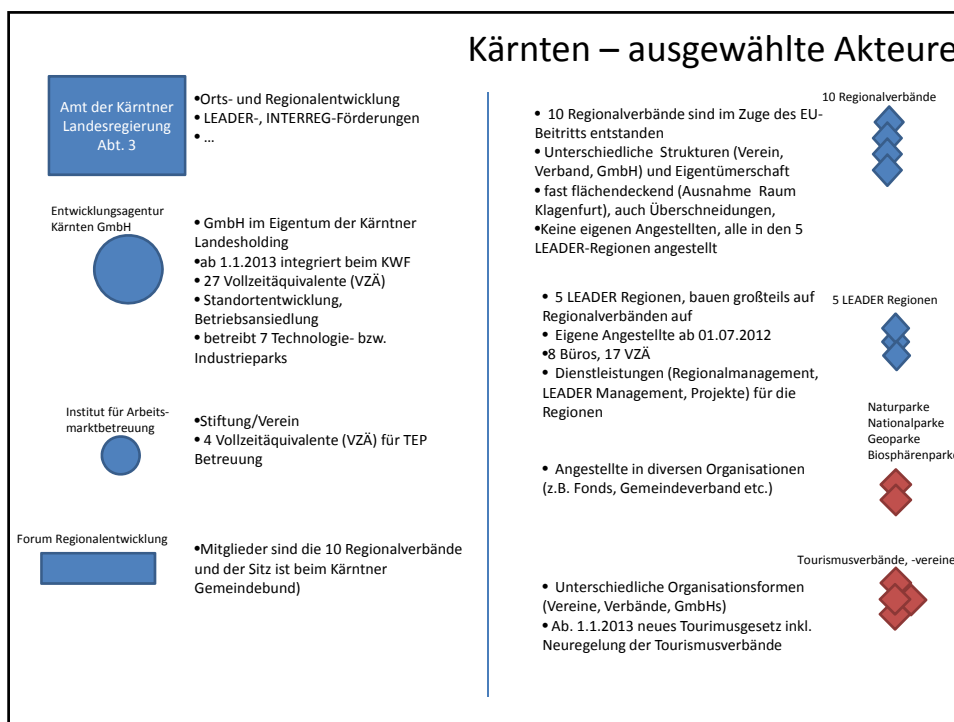 Kärnten – ausgewählte Akteure
Amt der Kärntner
Landesregierung
Abt. 3
•Orts- und Regionalentwicklung
• LEADER-, INTERREG-Förderungen
• ...
Entwicklungsagentur
Kärnten GmbH
• GmbH im Eigentum der Kärntner
Landesholding
•ab 1.1.2013 integriert beim KWF
• 27 Vollzeitäquivalente (VZÄ)
• Standortentwicklung,
Betriebsansiedlung
• betreibt 7 Technologie- bzw.
Industrieparks
Institut für Arbeits-
marktbetreuung
•Stiftung/Verein
• 4 Vollzeitäquivalente (VZÄ) für TEP
Betreuung
Forum Regionalentwicklung
•Mitglieder sind die 10 Regionalverbände
und der Sitz ist beim Kärntner
Gemeindebund)
10 Regionalverbände
• 10 Regionalverbände sind im Zuge des EU-
Beitritts entstanden
• Unterschiedliche Strukturen (Verein,
Verband, GmbH) und Eigentümerschaft
• fast flächendeckend (Ausnahme Raum
Klagenfurt), auch Überschneidungen,
•Keine eigenen Angestellten, alle in den 5
LEADER-Regionen angestellt
5 LEADER Regionen
• 5 LEADER Regionen, bauen großteils auf
Regionalverbänden auf
• Eigene Angestellte ab 01.07.2012
•8 Büros, 17 VZÄ
• Dienstleistungen (Regionalmanagement,
LEADER Management, Projekte) für die
Regionen
Naturparke
Nationalparke
Geoparke
Biosphärenparke
• Angestellte in diversen Organisationen
(z.B. Fonds, Gemeindeverband etc.)
Tourismusverbände, -vereine
• Unterschiedliche Organisationsformen
(Vereine, Verbände, GmbHs)
• Ab. 1.1.2013 neues Tourimusgesetz inkl.
Neuregelung der Tourismusverbände